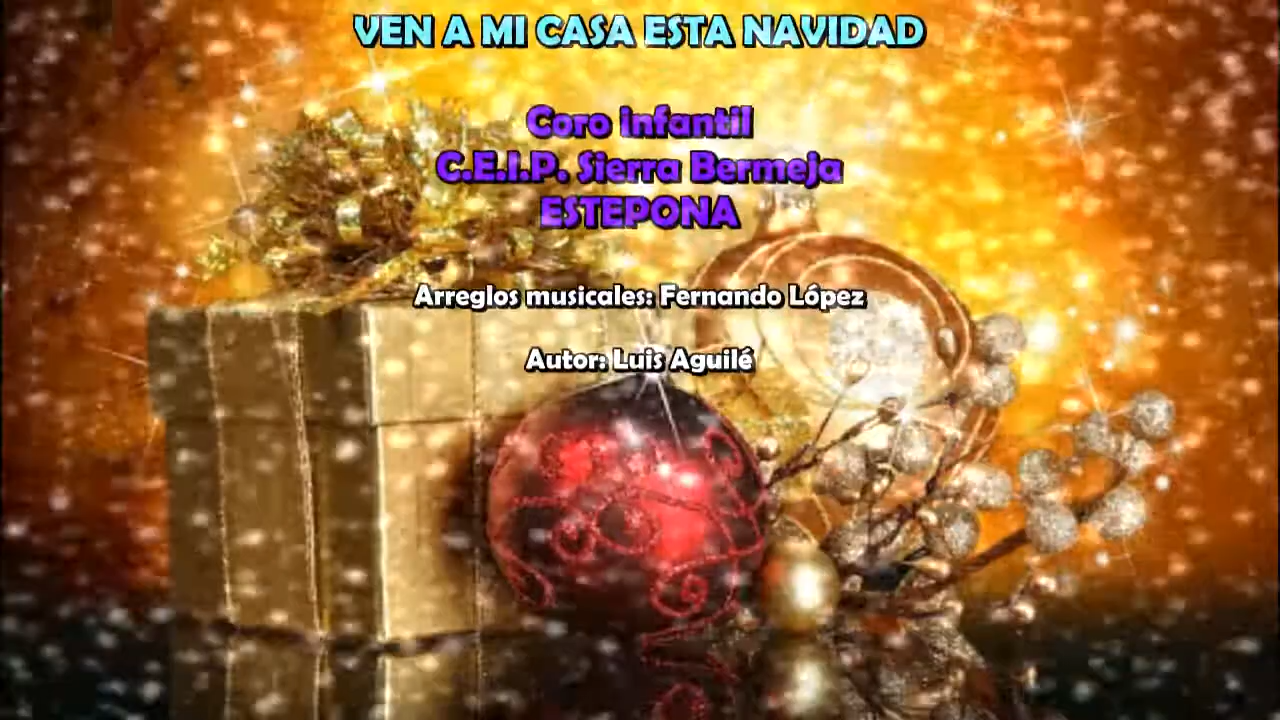 VEN A MI CASA ESTA NAVIDAD
Coro infantil
C.E.I.P. Sierra Bermeja
ESTEPONA
Arreglos musicales: Fernando López
Autor: Luis Aguilé